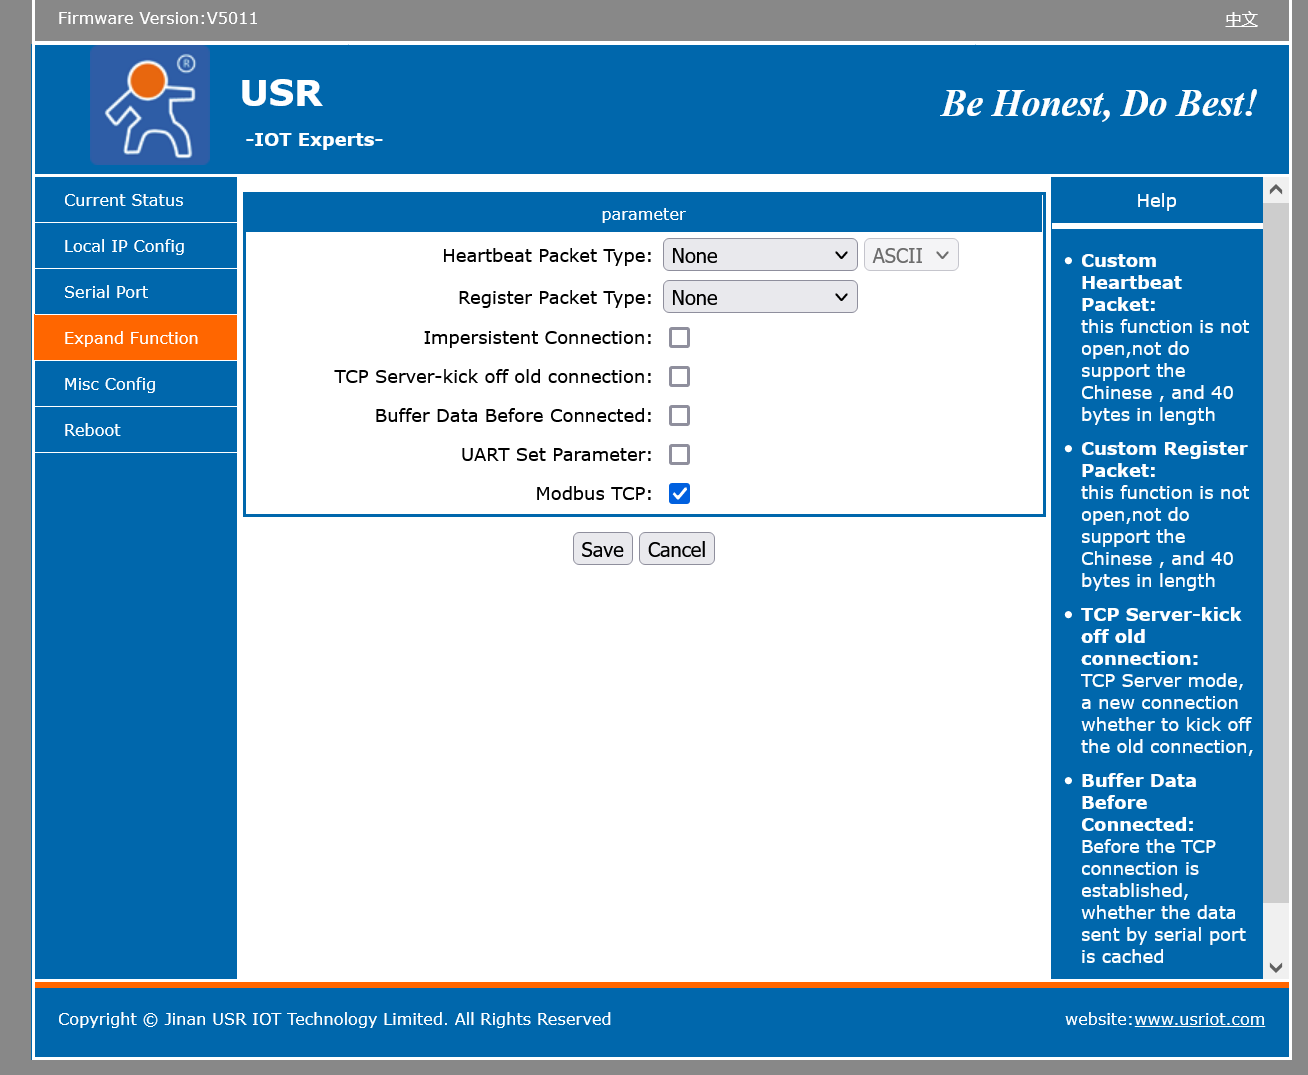 Firmware Version:V5011
中文
®
USR
-IOT Experts-
Be Honest, Do Best!
Current Status
Local IP Config
Serial Port
Expand Function
Misc Config
Reboot
parameter
Heartbeat Packet Type: None ASCII
Register Packet Type: None
Impersistent Connection:
TCP Server-kick off old connection:
Buffer Data Before Connected:
UART Set Parameter:
Modbus TCP:
Save Cancel
Help
• Custom
Heartbeat
Packet:
this function is not
open,not do
support the
Chinese , and 40
bytes in length
• Custom Register
Packet:
this function is not
open,not do
support the
Chinese , and 40
bytes in length
• TCP Server-kick
off old
connection:
TCP Server mode,
a new connection
whether to kick off
the old connection,
• Buffer Data
Before
Connected:
Before the TCP
connection is
established,
whether the data
sent by serial port
is cached
Copyright © Jinan USR IOT Technology Limited. All Rights Reserved
website:www.usriot.com